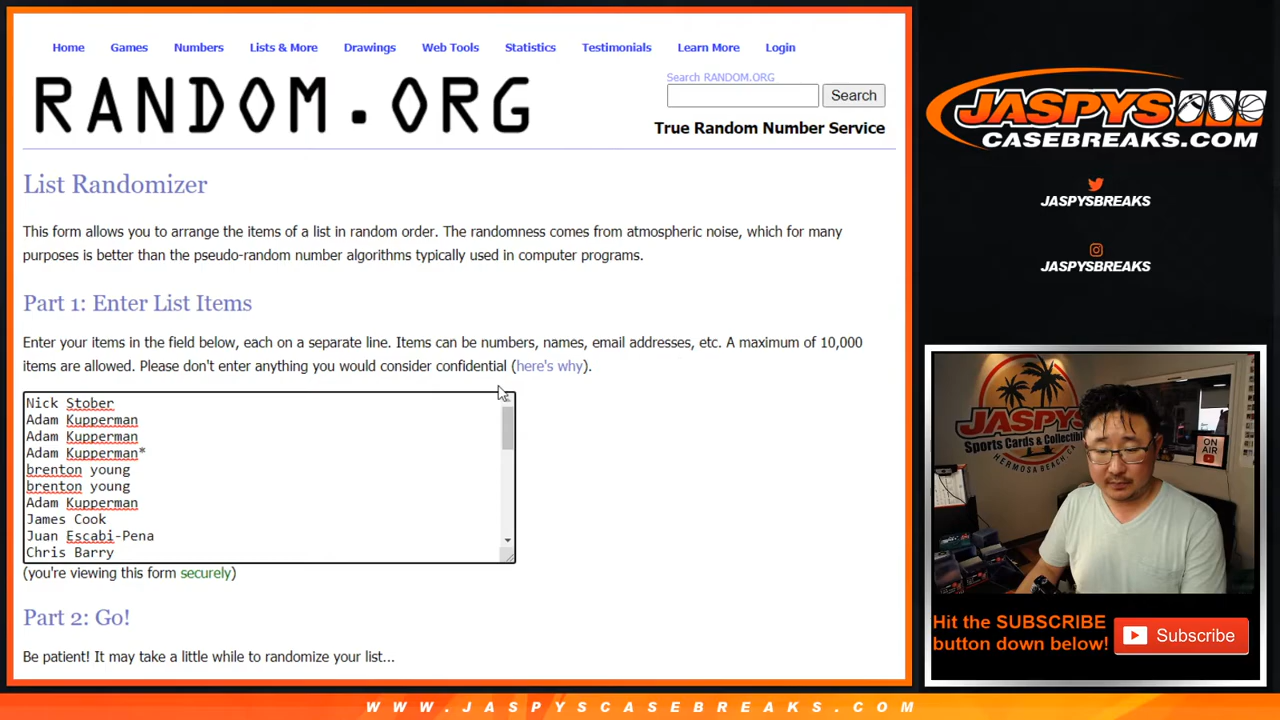 Home Games Numbers Lists & More Drawings Web Tools Statistics Testimonials Learn More Login
RANDOM.ORG
Search RANDOM.ORG
Search
True Random Number Service
List Randomizer
This form allows you to arrange the items of a list in random order. The randomness comes from atmospheric noise, which for many
purposes is better than the pseudo-random number algorithms typically used in computer programs.
Part 1: Enter List Items
Enter your items in the field below, each on a separate line. Items can be numbers, names, email addresses, etc. A maximum of 10,000
items are allowed. Please don't enter anything you would consider confidential (here's why).
Nick Stober
Adam Kupperman
Adam Kupperman
Adam Kupperman*
brenton young
brenton young
Adam Kupperman
James Cook
Juan Escabi-Pena
Chris Barry
(you're viewing this form securely)
Part 2: Go!
Be patient! It may take a little while to randomize your list...
JASPYS
CASEBREAKS.COM
JASPYSBREAKS
JASPYSBREAKS
JASPYS
Sports Cards & Collectibl
HERMOSA BEACH
ON
AIR
Hit the SUBSCRIBE
button down below!
Subscribe
WWW.JASPYSCASEBREAKS.COM